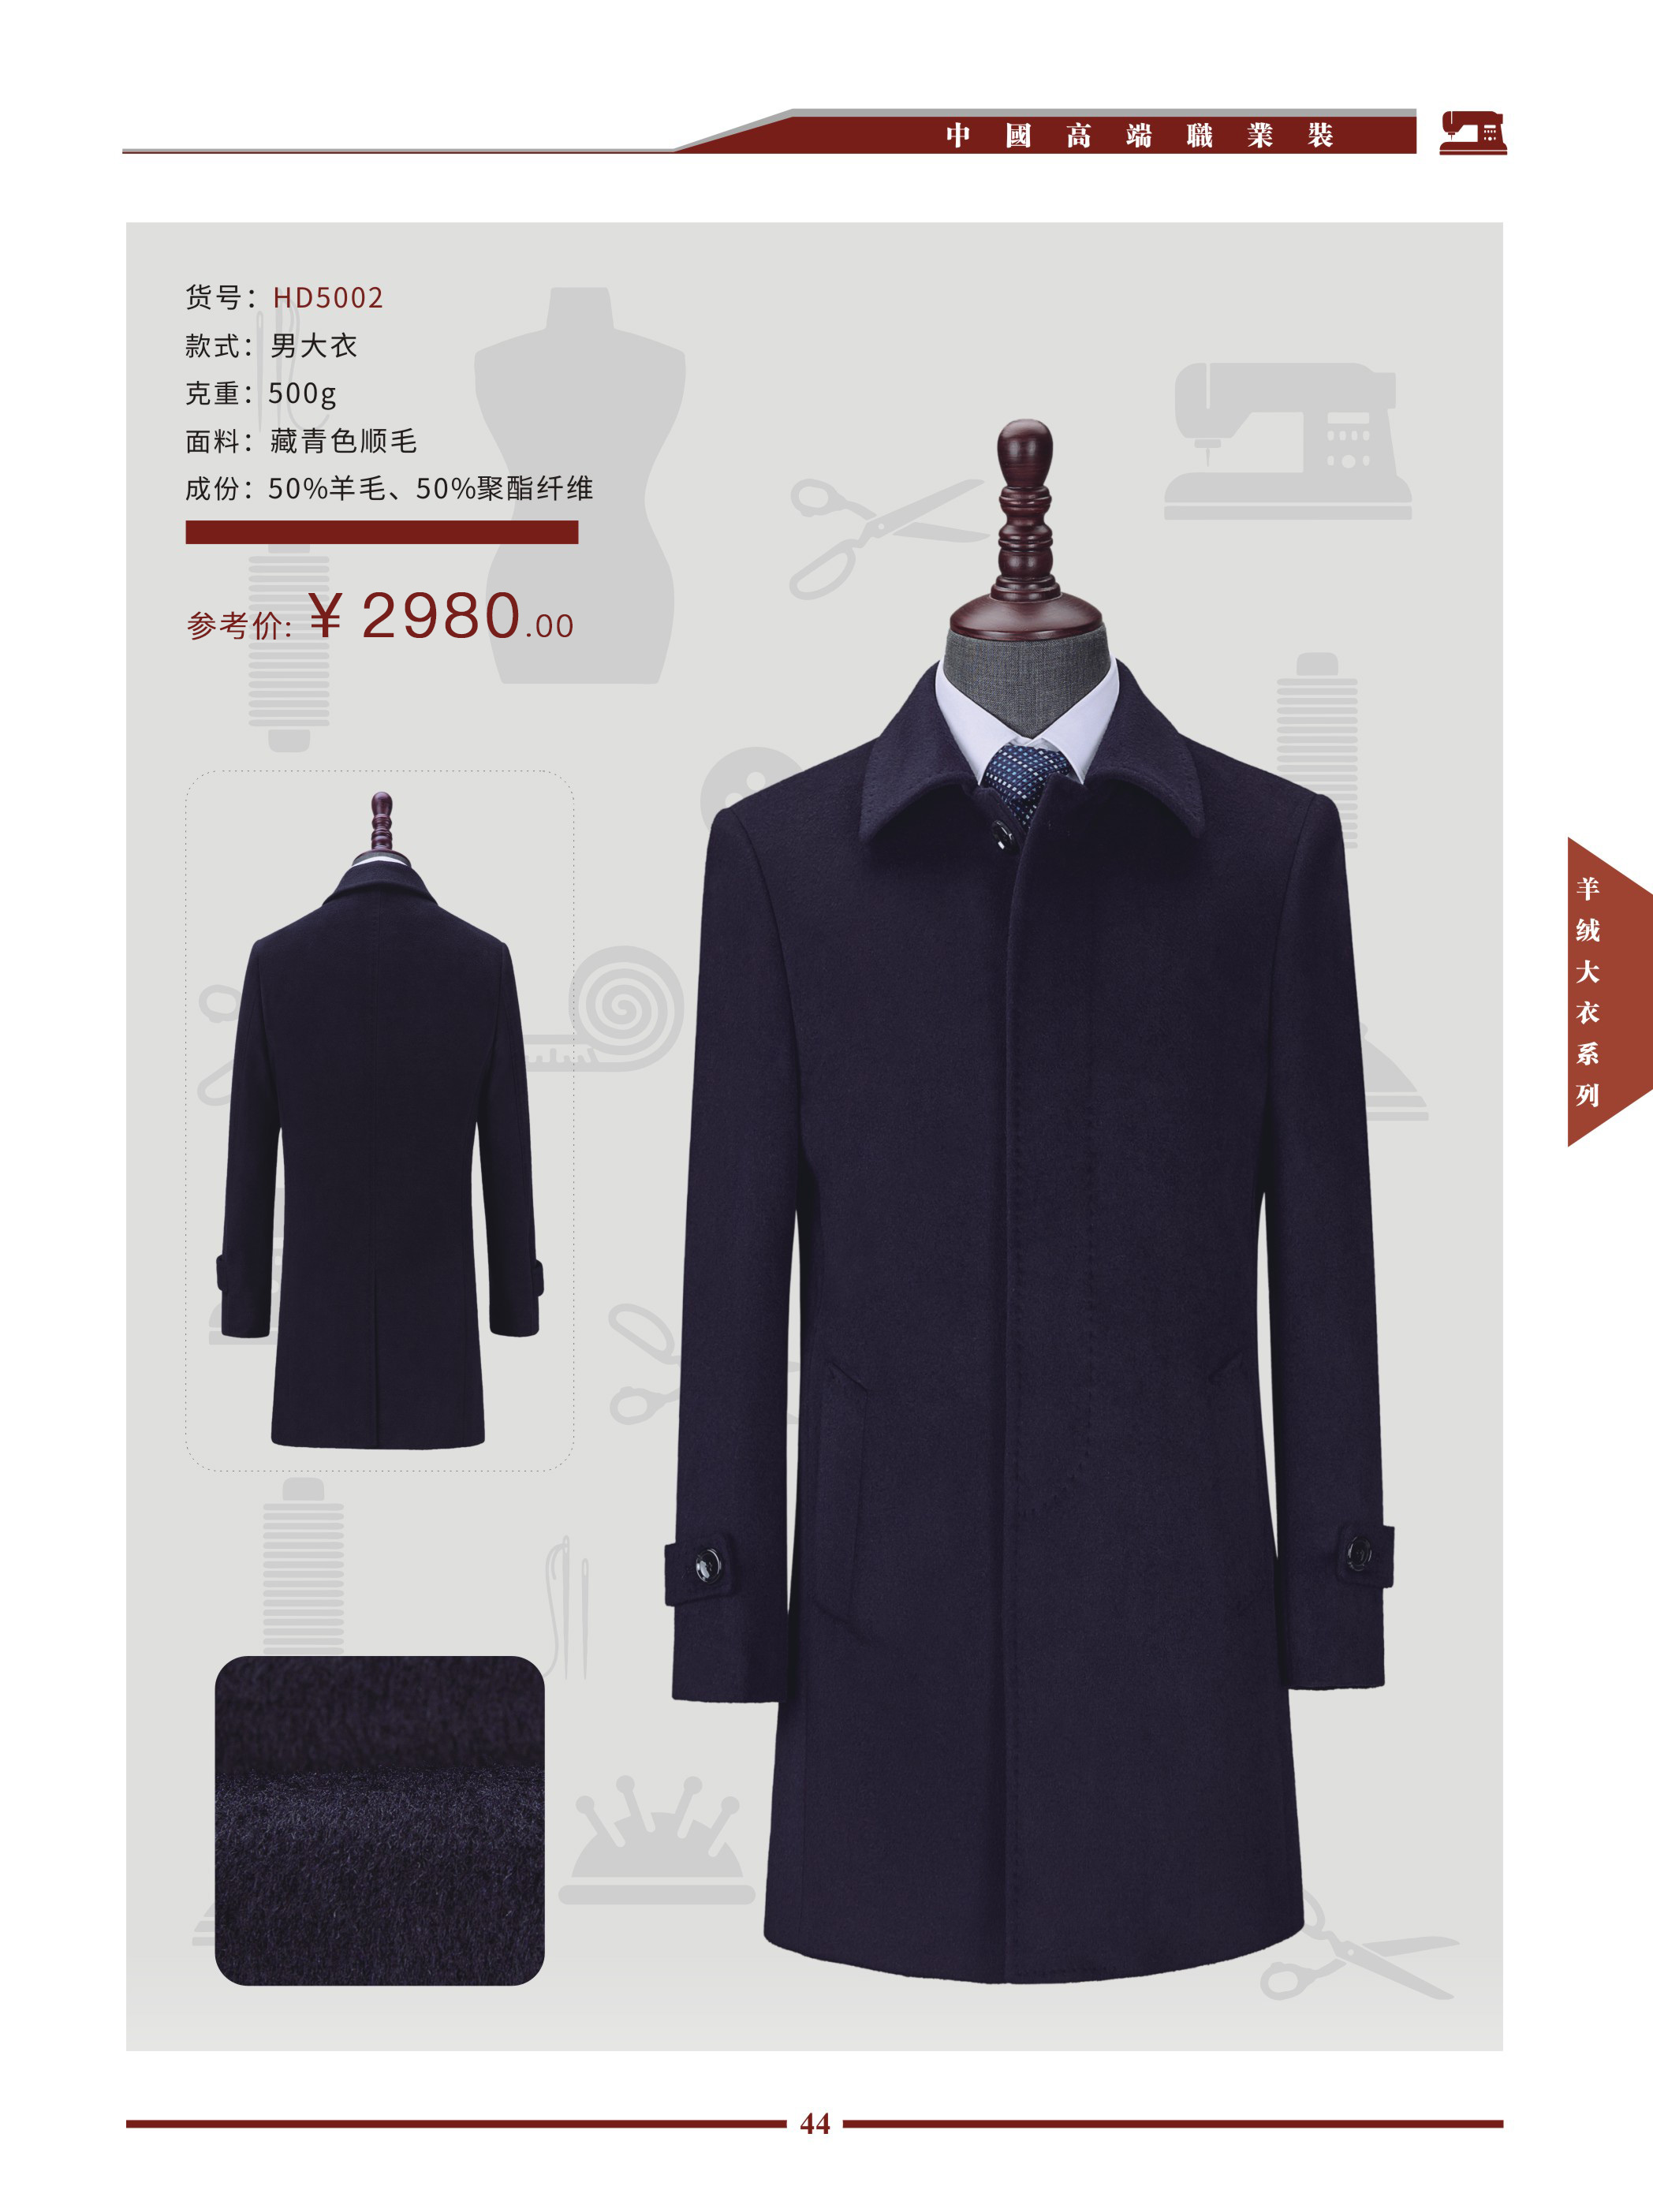 中國高端職業裝
货号：HD5002
款式：男大衣
克重：500g
面料：藏青色顺毛
成份：50%羊毛、50%聚酯纤维
参考价：¥ 2980.00
羊绒大衣系列
44